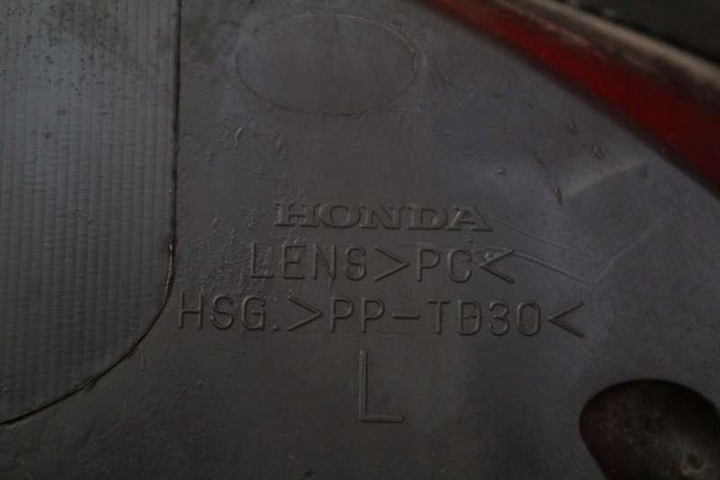 HONDA
LENS>PC<
HSG.>PP-TD30<
L